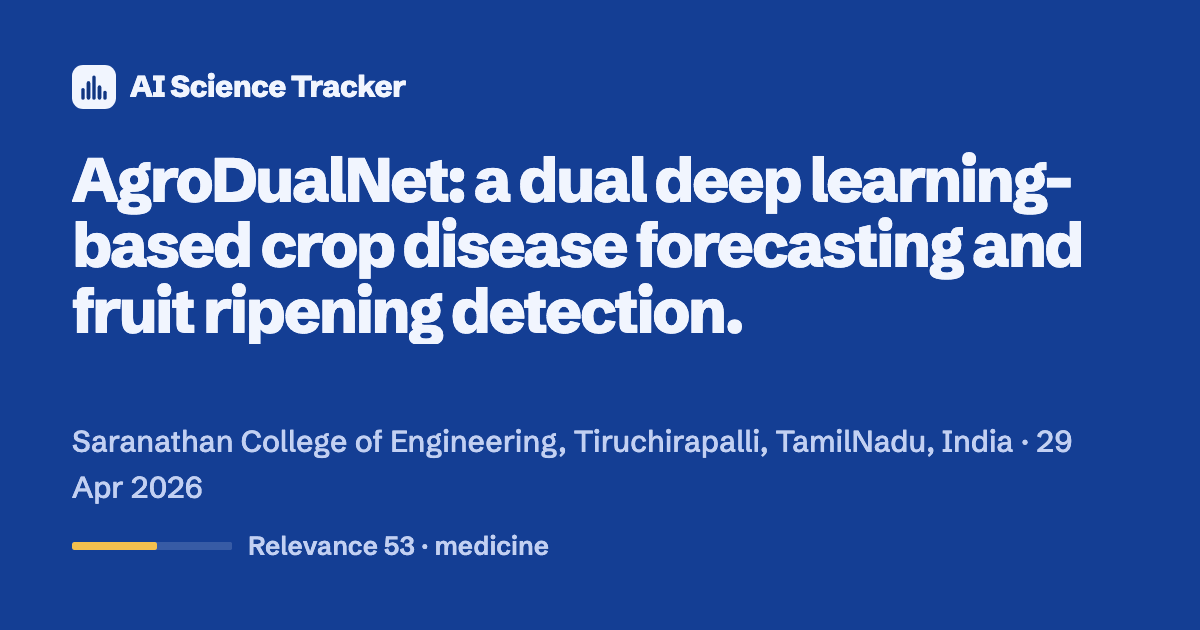 AI Science Tracker
AgroDualNet: a dual deep learning-
based crop disease forecasting and
fruit ripening detection.
Saranathan College of Engineering, Tiruchirapalli, TamilNadu, India · 29
Apr 2026
Relevance 53 · medicine